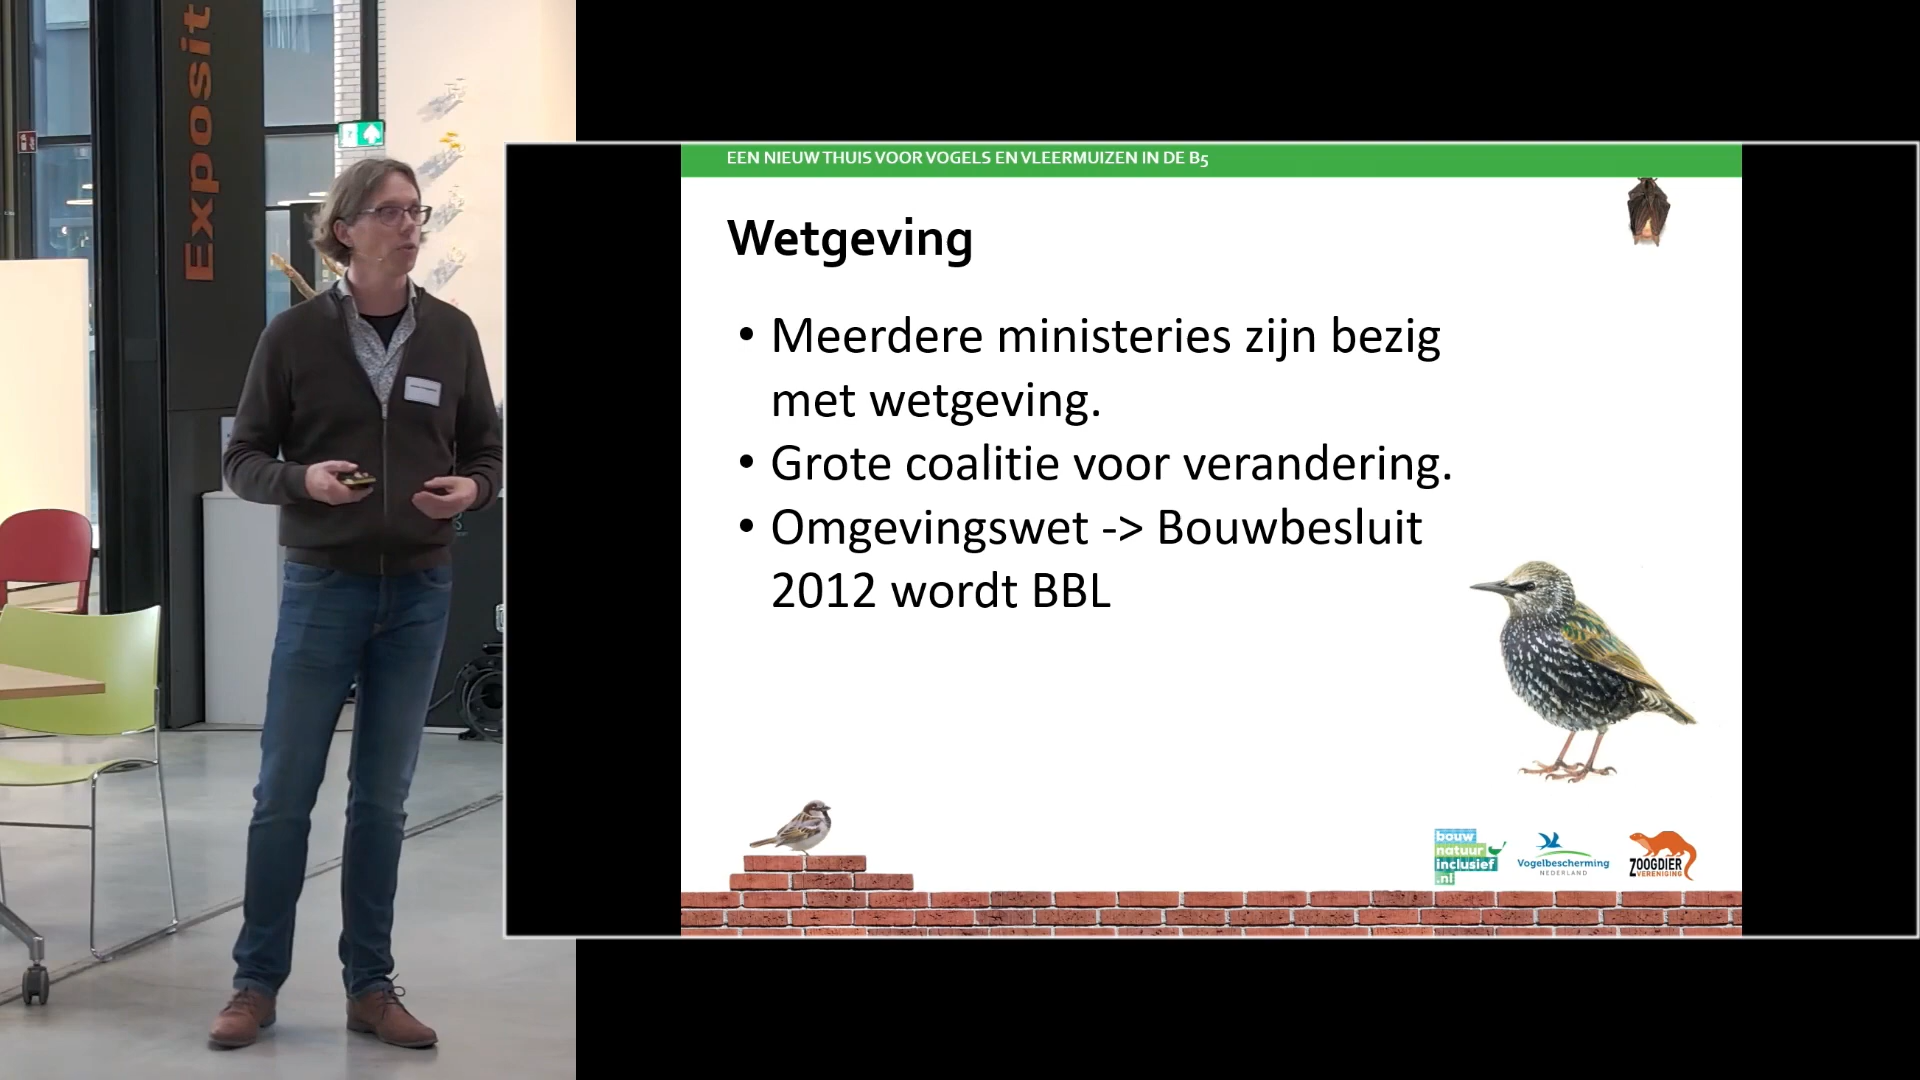 Exposit
EEN NIEUW THUIS VOOR VOGELS EN VLEERMUIZEN IN DE B5
Wetgeving
• Meerdere ministeries zijn bezig
met wetgeving.
• Grote coalitie voor verandering.
• Omgevingswet -> Bouwbesluit
2012 wordt BBL
bouw
natuur
inclusief
.nl
Vogelbescherming
NEDERLAND
ZOOGDIER
VERENIGING